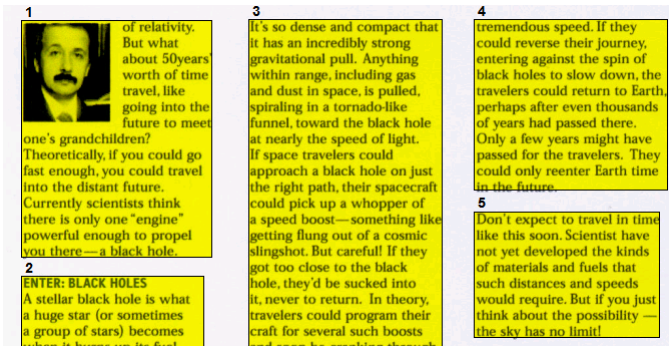 1
of relativity.
But what
about 50years'
worth of time
travel, like
going into the
future to meet
one's grandchildren?
Theoretically, if you could go
fast enough, you could travel
into the distant future.
Currently scientists think
there is only one "engine"
powerful enough to propel
you there—a black hole.
2
ENTER: BLACK HOLES
A stellar black hole is what
a huge star (or sometimes
a group of stars) becomes
when it burns up its fuel
3
It's so dense and compact that
it has an incredibly strong
gravitational pull. Anything
within range, including gas
and dust in space, is pulled,
spiraling in a tornado-like
funnel, toward the black hole
at nearly the speed of light.
If space travelers could
approach a black hole on just
the right path, their spacecraft
could pick up a whopper of
a speed boost—something like
getting flung out of a cosmic
slingshot. But careful! If they
got too close to the black
hole, they'd be sucked into
it, never to return. In theory,
travelers could program their
craft for several such boosts
and soon be
4
tremendous speed. If they
could reverse their journey,
entering against the spin of
black holes to slow down, the
travelers could return to Earth,
perhaps after even thousands
of years had passed there.
Only a few years might have
passed for the travelers. They
could only reenter Earth time
in the future.
5
Don't expect to travel in time
like this soon. Scientist have
not yet developed the kinds
of materials and fuels that
such distances and speeds
would require. But if you just
think about the possibility —
the sky has no limit!